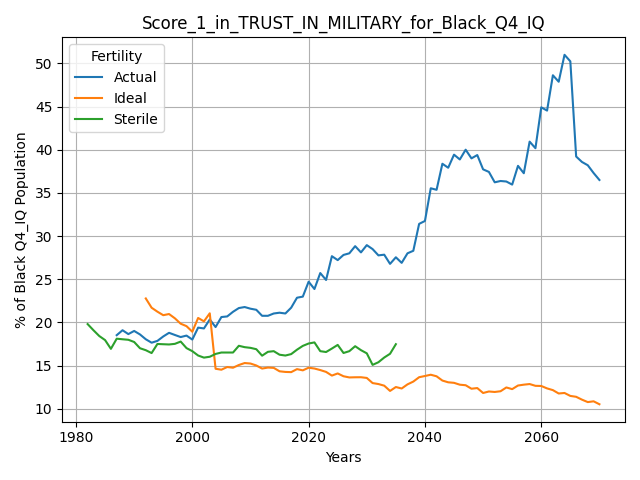 Score_1_in_TRUST_IN_MILITARY_for_Black_Q4_IQ
Fertility
Actual
Ideal
Sterile
% of Black Q4_IQ Population
50
45
40
35
30
25
20
15
10
1980
2000
2020
2040
2060
Years